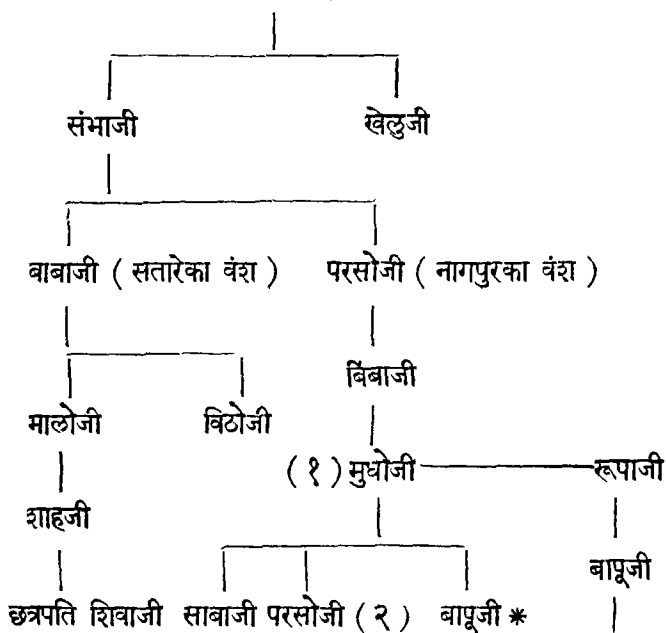 संभाजी खेलुजी
बाबाजी ( सतारेका वंश ) परसोजी ( नागपुरका वंश )
बिंबाजी
मालोजी विठोजी
( १ ) मुधोजी रूपाजी
शाहजी
बापूजी
छत्रपति शिवाजी साबाजी परसोजी ( २ ) बापूजी *